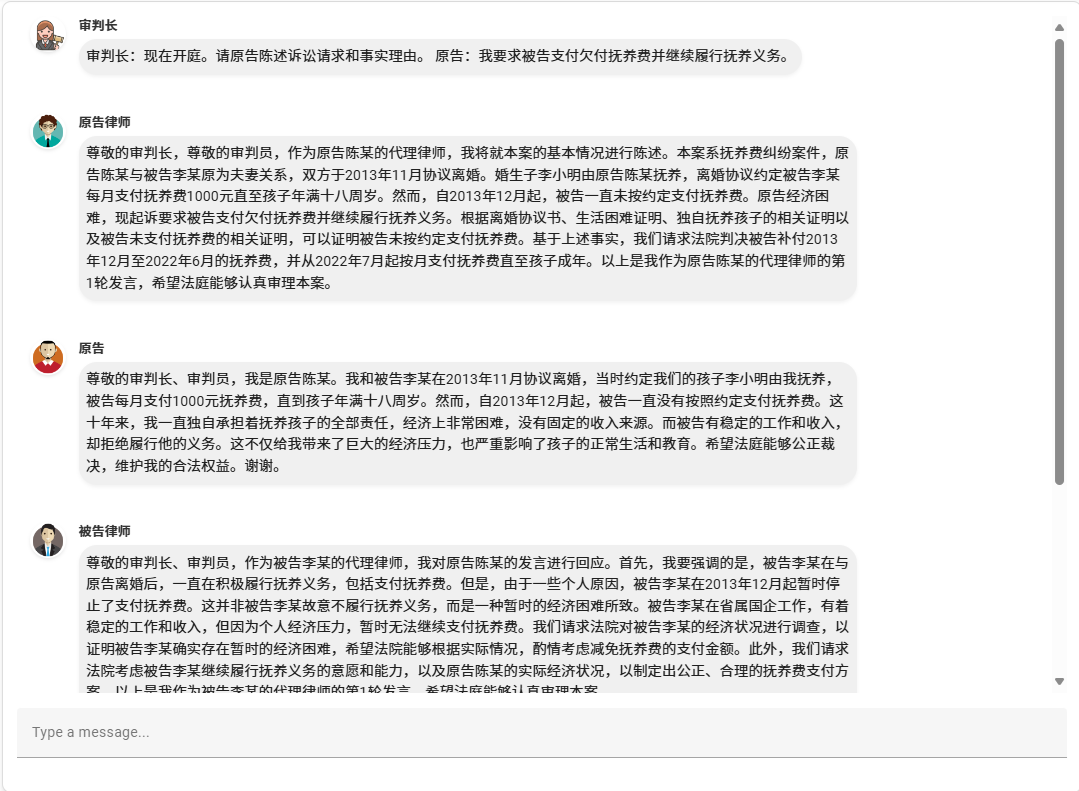 审判长
审判长：现在开庭。请原告陈述诉讼请求和事实理由。 原告：我要求被告支付欠付抚养费并继续履行抚养义务。
原告律师
尊敬的审判长，尊敬的审判员，作为原告陈某的代理律师，我将就本案的基本情况进行陈述。本案系抚养费纠纷案件，原
告陈某与被告李某原为夫妻关系，双方于2013年11月协议离婚。婚生子李小明由原告陈某抚养，离婚协议约定被告李某
每月支付抚养费1000元直至孩子年满十八周岁。然而，自2013年12月起，被告一直未按约定支付抚养费。原告经济困
难，现起诉要求被告支付欠付抚养费并继续履行抚养义务。根据离婚协议书、生活困难证明、独自抚养孩子的相关证明以
及被告未支付抚养费的相关证明，可以证明被告未按约定支付抚养费。基于上述事实，我们请求法院判决被告补付2013
年12月至2022年6月的抚养费，并从2022年7月起按月支付抚养费直至孩子成年。以上是我作为原告陈某的代理律师的第
1轮发言，希望法庭能够认真审理本案。
原告
尊敬的审判长、审判员，我是原告陈某。我和被告李某在2013年11月协议离婚，当时约定我们的孩子李小明由我抚养，
被告每月支付1000元抚养费，直到孩子年满十八周岁。然而，自2013年12月起，被告一直没有按照约定支付抚养费。这
十年来，我一直独自承担着抚养孩子的全部责任，经济上非常困难，没有固定的收入来源。而被告有稳定的工作和收入，
却拒绝履行他的义务。这不仅给我带来了巨大的经济压力，也严重影响了孩子的正常生活和教育。希望法庭能够公正裁
决，维护我的合法权益。谢谢。
被告律师
尊敬的审判长、审判员，作为被告李某的代理律师，我对原告陈某的发言进行回应。首先，我要强调的是，被告李某在与
原告离婚后，一直在积极履行抚养义务，包括支付抚养费。但是，由于一些个人原因，被告李某在2013年12月起暂时停
止了支付抚养费。这并非被告李某故意不履行抚养义务，而是一种暂时的经济困难所致。被告李某在省属国企工作，有着
稳定的工作和收入，但因为个人经济压力，暂时无法继续支付抚养费。我们请求法院对被告李某的经济状况进行调查，以
证明被告李某确实存在暂时的经济困难，希望法院能够根据实际情况，酌情考虑减免抚养费的支付金额。此外，我们请求
法院考虑被告李某继续履行抚养义务的意愿和能力，以及原告陈某的实际经济状况，以制定出公正、合理的抚养费支付方
案。以上是我作为被告李某的代理律师的第1轮发言，希望法庭能够认真审理本案。
Type a message...